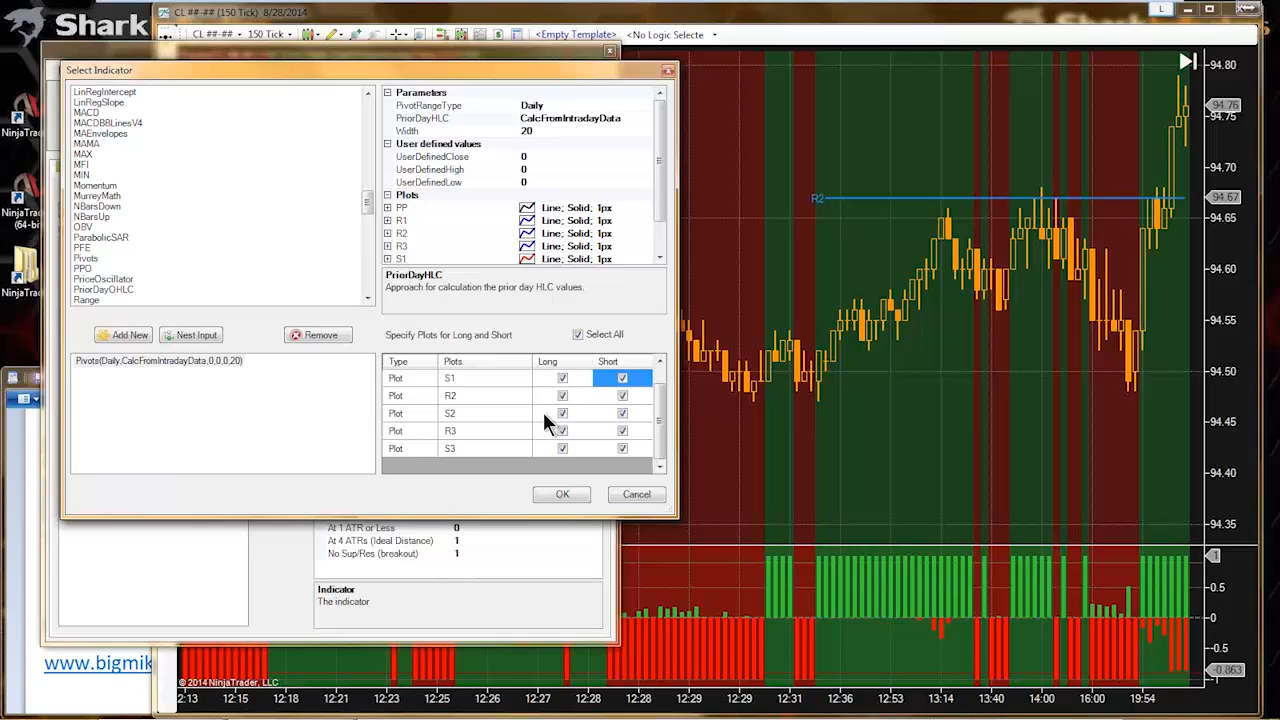 Shark
CL ##-## (150 Tick) 8/28/2014
L
CL ##-##
150 Tick
$
<Empty Template>
<No Logic Selecte
Select Indicator
LinRegIntercept
LinRegSlope
MACD
MACDBBLinesV4
MAEnvelopes
MAMA
MAX
MFI
MIN
Momentum
MurreyMath
NBarsDown
NBarsUp
OBV
ParabolicSAR
PFE
Pivots
PPO
PriceOscillator
PriorDayOHLC
Range
Parameters
PivotRangeType Daily
PriorDayHLC CalcFromIntradayData
Width 20
User defined values
UserDefinedClose 0
UserDefinedHigh 0
UserDefinedLow 0
Plots
PP Line; Solid; 1px
R1 Line; Solid; 1px
R2 Line; Solid; 1px
R3 Line; Solid; 1px
S1 Line; Solid; 1px
PriorDayHLC
Approach for calculation the prior day HLC values.
Add New
Nest Input
Remove
Specify Plots for Long and Short
Select All
Pivots(Daily,CalcFromIntradayData,0,0,0,20)
Type Plots Long Short
Plot S1
Plot R2
Plot S2
Plot R3
Plot S3
OK
Cancel
At 1 ATR or Less 0
At 4 ATRs (Ideal Distance) 1
No Sup/Res (breakout) 1
Indicator
The indicator
NinjaTra
NinjaTra
(64-bit
NinjaTra
www.bigmik
R2
94.80
94.76
94.75
94.70
94.67
94.65
94.60
94.55
94.50
94.45
94.40
94.35
1
0.5
0
-0.5
-0.863
-1
© 2014 NinjaTrader, LLC
12:13 12:15 12:18 12:21 12:23 12:26 12:27 12:28 12:29 12:29 12:31 12:36 12:53 13:14 13:40 14:00 16:00 19:54